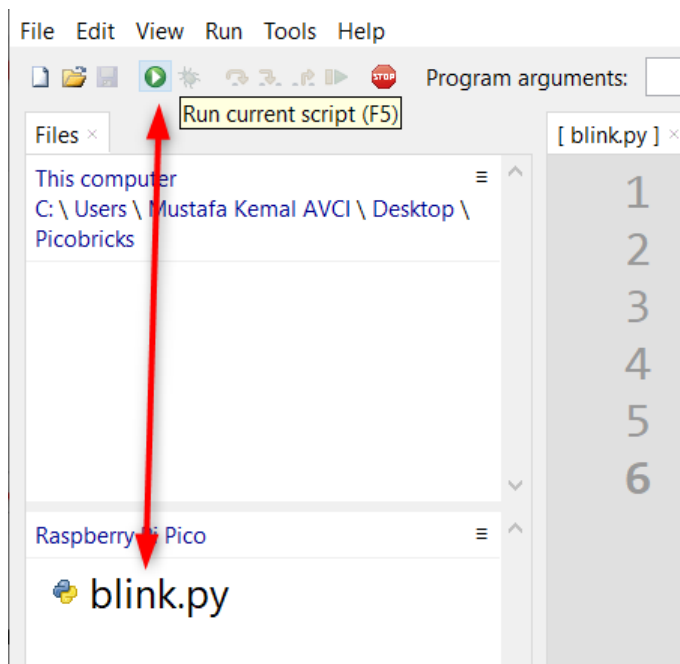 File Edit View Run Tools Help
STOP Program arguments:
Run current script (F5)
Files ×
[ blink.py ] ×
This computer
C: \ Users \ Mustafa Kemal AVCI \ Desktop \
Picobricks
1
2
3
4
5
6
Raspberry Pi Pico
blink.py